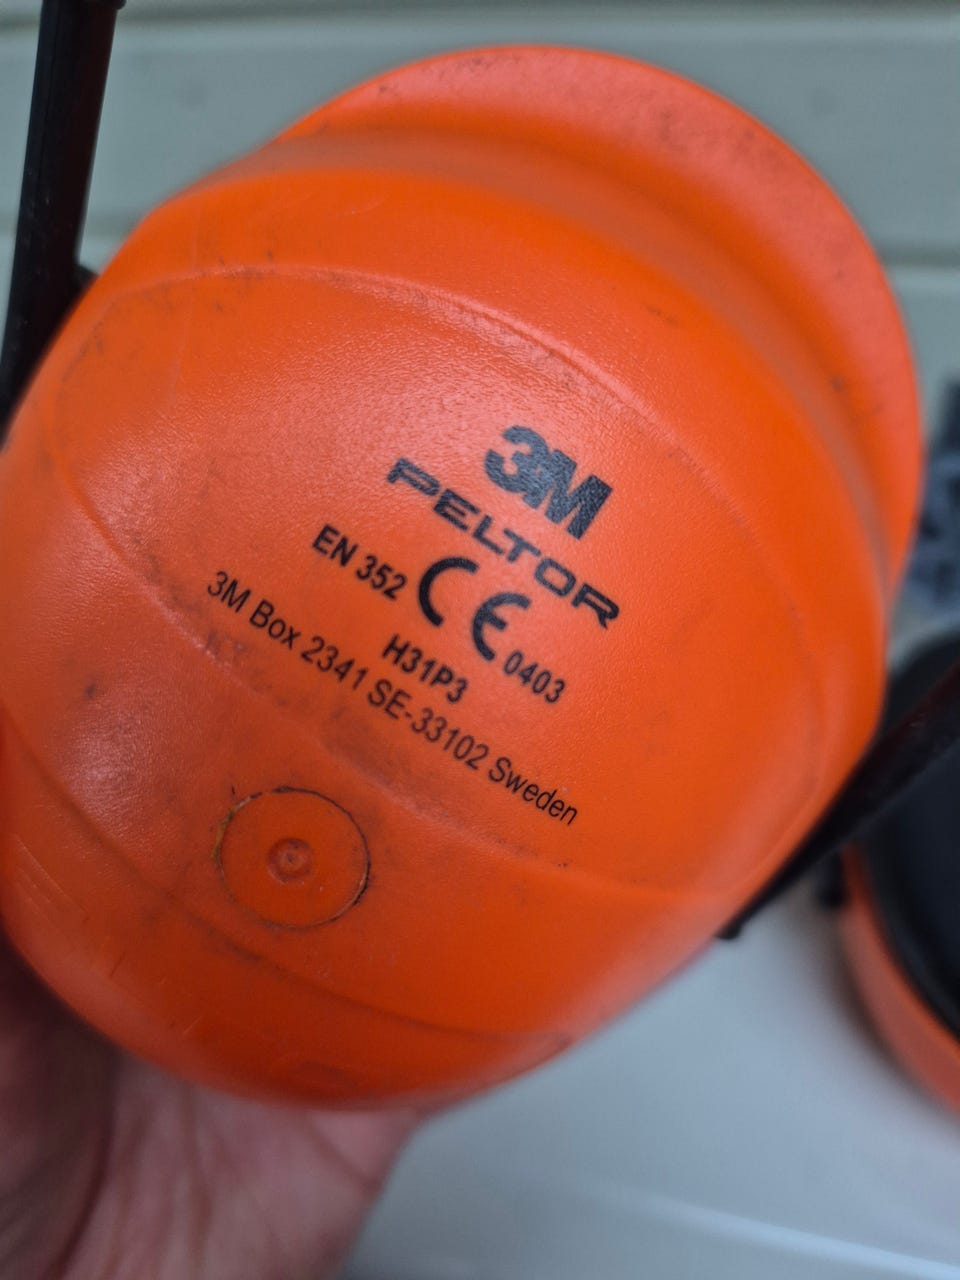 3M
PELTOR
EN 352 CE 0403
H31P3
3M Box 2341 SE-33102 Sweden